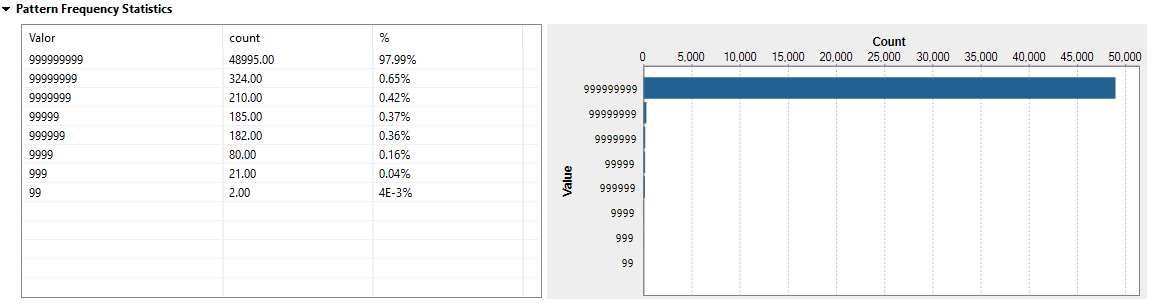 Pattern Frequency Statistics
Valor count %
999999999 48995.00 97.99%
99999999 324.00 0.65%
9999999 210.00 0.42%
99999 185.00 0.37%
999999 182.00 0.36%
9999 80.00 0.16%
999 21.00 0.04%
99 2.00 4E-3%
Count
0 5,000 10,000 15,000 20,000 25,000 30,000 35,000 40,000 45,000 50,000
Value
999999999
99999999
9999999
99999
999999
9999
999
99